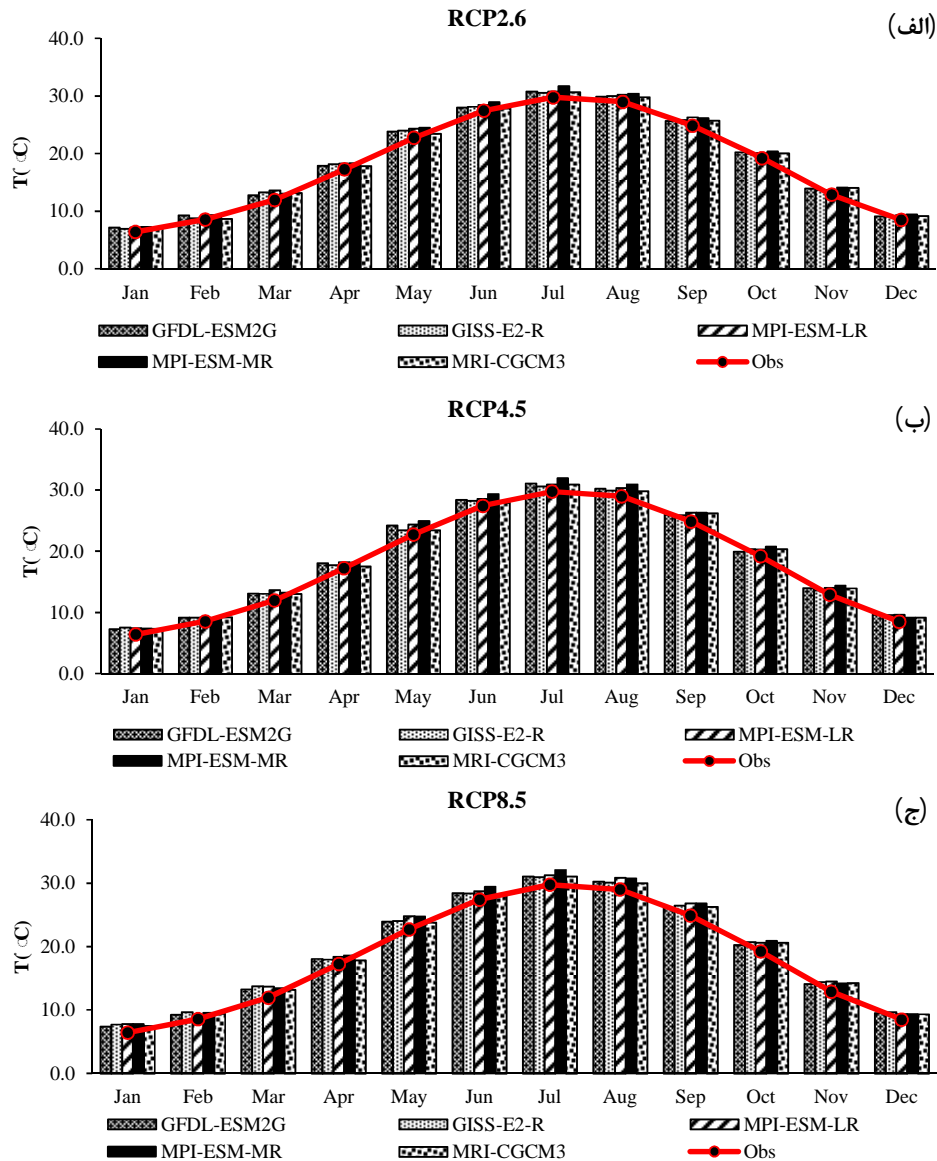 RCP2.6
(الف)
40.0
30.0
20.0
10.0
0.0
T( ͦC)
Jan Feb Mar Apr May Jun Jul Aug Sep Oct Nov Dec
GFDL-ESM2G GISS-E2-R MPI-ESM-LR
MPI-ESM-MR MRI-CGCM3 Obs
RCP4.5
(ب)
40.0
30.0
20.0
10.0
0.0
T( ͦC)
Jan Feb Mar Apr May Jun Jul Aug Sep Oct Nov Dec
GFDL-ESM2G GISS-E2-R MPI-ESM-LR
MPI-ESM-MR MRI-CGCM3 Obs
RCP8.5
(ج)
40.0
30.0
20.0
10.0
0.0
T( ͦC)
Jan Feb Mar Apr May Jun Jul Aug Sep Oct Nov Dec
GFDL-ESM2G GISS-E2-R MPI-ESM-LR
MPI-ESM-MR MRI-CGCM3 Obs